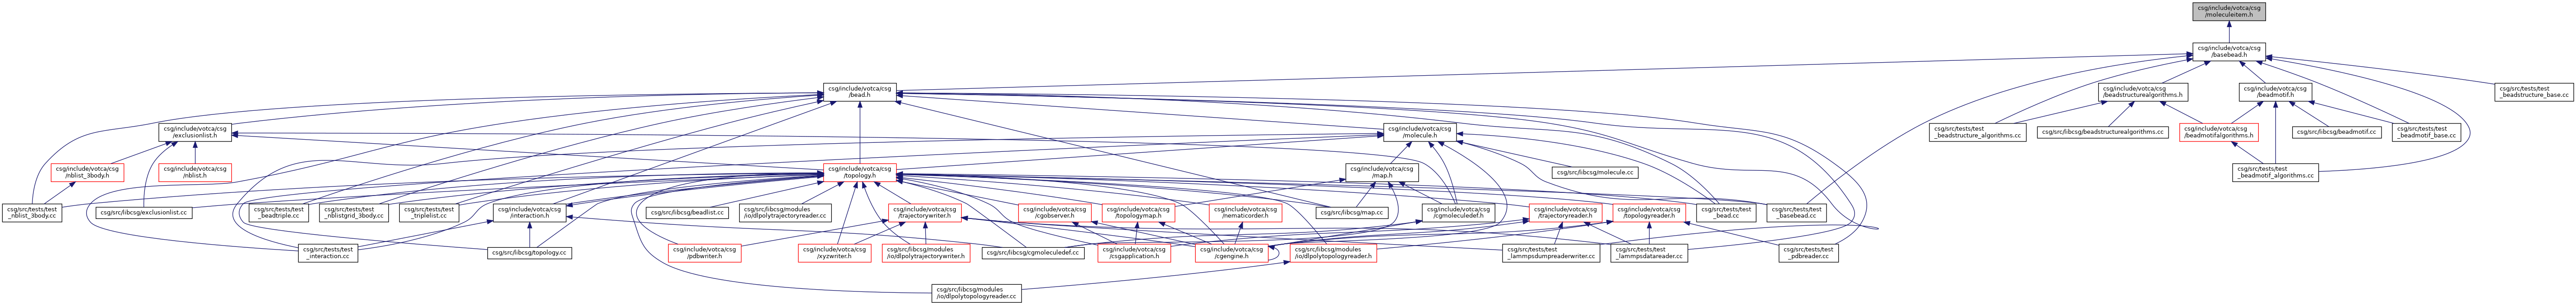 csg/include/votca/csg
/moleculeitem.h
csg/include/votca/csg
/basebead.h
csg/include/votca/csg
/bead.h
csg/include/votca/csg
/beadstructurealgorithms.h
csg/include/votca/csg
/beadmotif.h
csg/src/tests/test
_beadstructure_base.cc
csg/include/votca/csg
/exclusionlist.h
csg/include/votca/csg
/molecule.h
csg/src/tests/test
_beadstructure_algorithms.cc
csg/src/libcsg/beadstructurealgorithms.cc
csg/include/votca/csg
/beadmotifalgorithms.h
csg/src/libcsg/beadmotif.cc
csg/src/tests/test
_beadmotif_base.cc
csg/include/votca/csg
/nblist_3body.h
csg/include/votca/csg
/nblist.h
csg/include/votca/csg
/topology.h
csg/include/votca/csg
/map.h
csg/src/libcsg/molecule.cc
csg/src/tests/test
_beadmotif_algorithms.cc
csg/src/tests/test
_nblist_3body.cc
csg/src/libcsg/exclusionlist.cc
csg/src/tests/test
_beadtriple.cc
csg/src/tests/test
_nblistgrid_3body.cc
csg/src/tests/test
_triplelist.cc
csg/include/votca/csg
/interaction.h
csg/src/libcsg/beadlist.cc
csg/src/libcsg/modules
/io/dlpolytrajectoryreader.cc
csg/include/votca/csg
/trajectorywriter.h
csg/include/votca/csg
/cgobserver.h
csg/include/votca/csg
/topologymap.h
csg/include/votca/csg
/nematicorder.h
csg/src/libcsg/map.cc
csg/include/votca/csg
/cgmoleculedef.h
csg/include/votca/csg
/trajectoryreader.h
csg/include/votca/csg
/topologyreader.h
csg/src/tests/test
_bead.cc
csg/src/tests/test
_basebead.cc
csg/src/tests/test
_interaction.cc
csg/src/libcsg/topology.cc
csg/include/votca/csg
/pdbwriter.h
csg/include/votca/csg
/xyzwriter.h
csg/src/libcsg/modules
/io/dlpolytrajectorywriter.h
csg/src/libcsg/cgmoleculedef.cc
csg/include/votca/csg
/csgapplication.h
csg/include/votca/csg
/cgengine.h
csg/src/libcsg/modules
/io/dlpolytopologyreader.h
csg/src/tests/test
_lammpsdumpreaderwriter.cc
csg/src/tests/test
_lammpsdatareader.cc
csg/src/tests/test
_pdbreader.cc
csg/src/libcsg/modules
/io/dlpolytopologyreader.cc